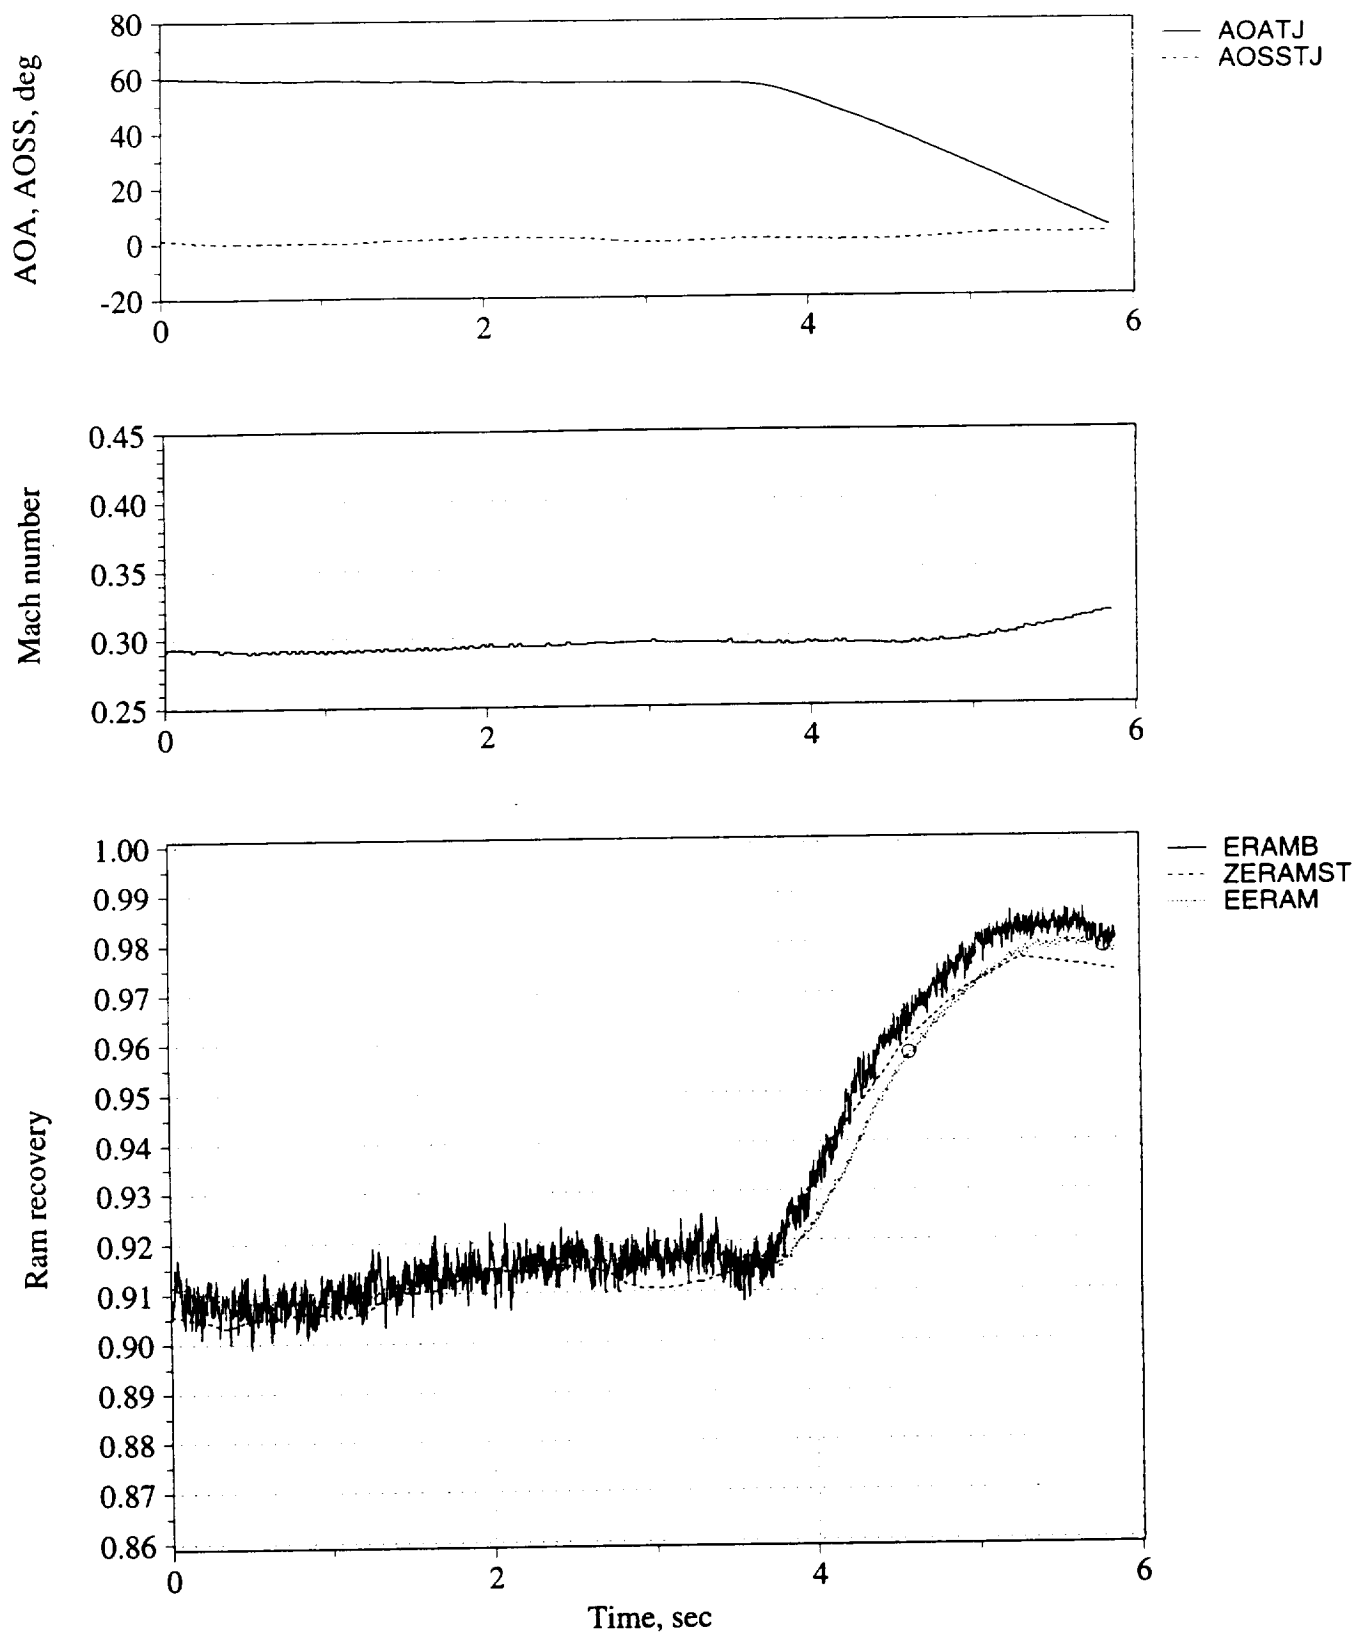 AOA, AOSS, deg
80
60
40
20
0
-20
0 2 4 6
AOATJ
AOSSTJ
Mach number
0.45
0.40
0.35
0.30
0.25
0 2 4 6
Ram recovery
1.00
0.99
0.98
0.97
0.96
0.95
0.94
0.93
0.92
0.91
0.90
0.89
0.88
0.87
0.86
0 2 4 6
Time, sec
ERAMB
ZERAMST
EERAM